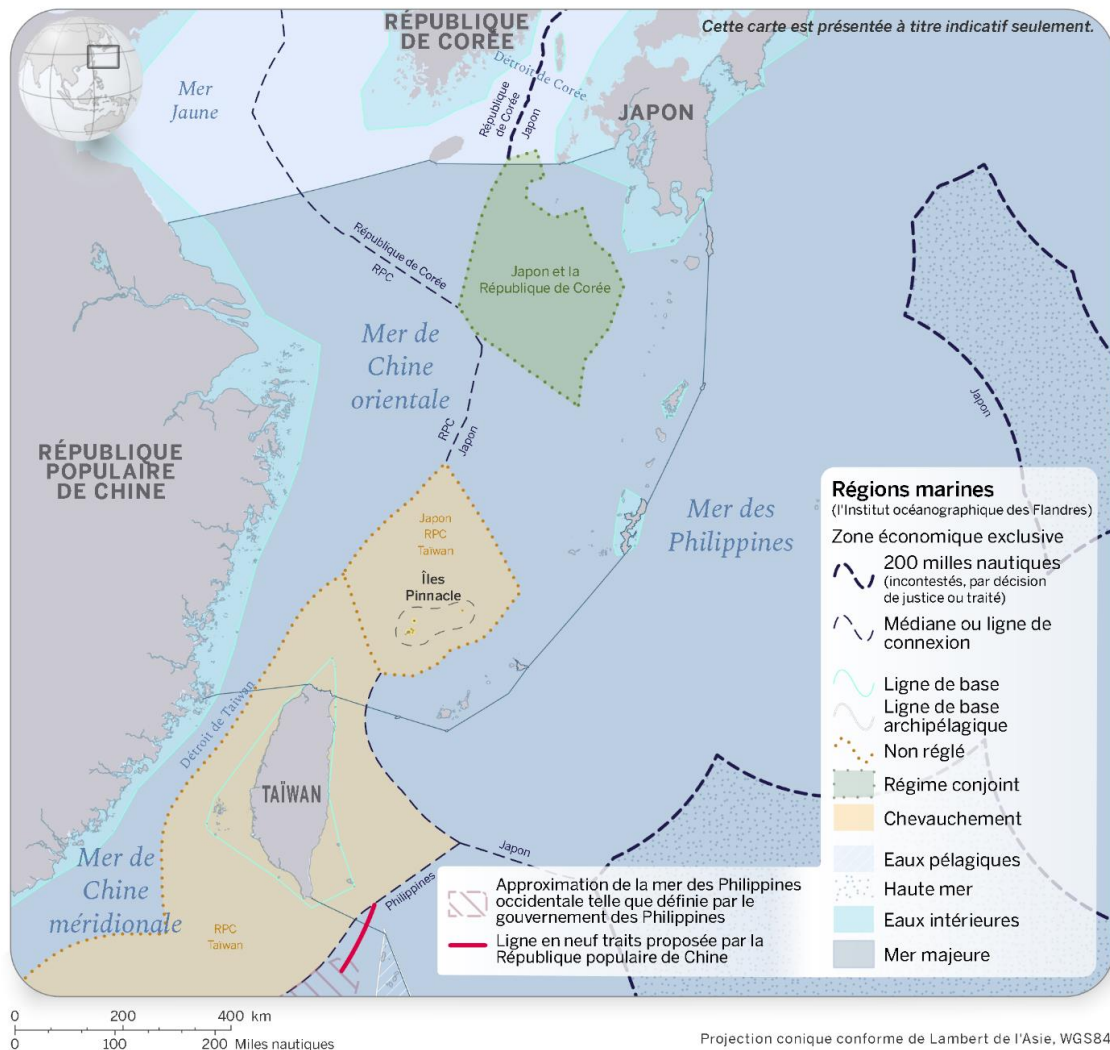 Cette carte est présentée à titre indicatif seulement.
RÉPUBLIQUE
DE CORÉE
Détroit de Corée
Mer
Jaune
République
de Corée
Japon
JAPON
République de Corée
RPC
Japon et la
République de Corée
Mer de
Chine
orientale
RPC
Japon
Japon
RÉPUBLIQUE
POPULAIRE
DE CHINE
Mer des
Philippines
Japon
RPC
Taïwan
Îles
Pinnacle
Détroit de Taïwan
TAÏWAN
Mer de
Chine
méridionale
Japon
Philippines
RPC
Taïwan
Régions marines
(l'Institut océanographique des Flandres)
Zone économique exclusive
200 milles nautiques
(incontestés, par décision
de justice ou traité)
Médiane ou ligne de
connexion
Ligne de base
Ligne de base
archipélagique
Non réglé
Régime conjoint
Chevauchement
Eaux pélagiques
Haute mer
Eaux intérieures
Mer majeure
Approximation de la mer des Philippines
occidentale telle que définie par le
gouvernement des Philippines
Ligne en neuf traits proposée par la
République populaire de Chine
0 200 400 km
0 100 200 Miles nautiques
Projection conique conforme de Lambert de l'Asie, WGS84